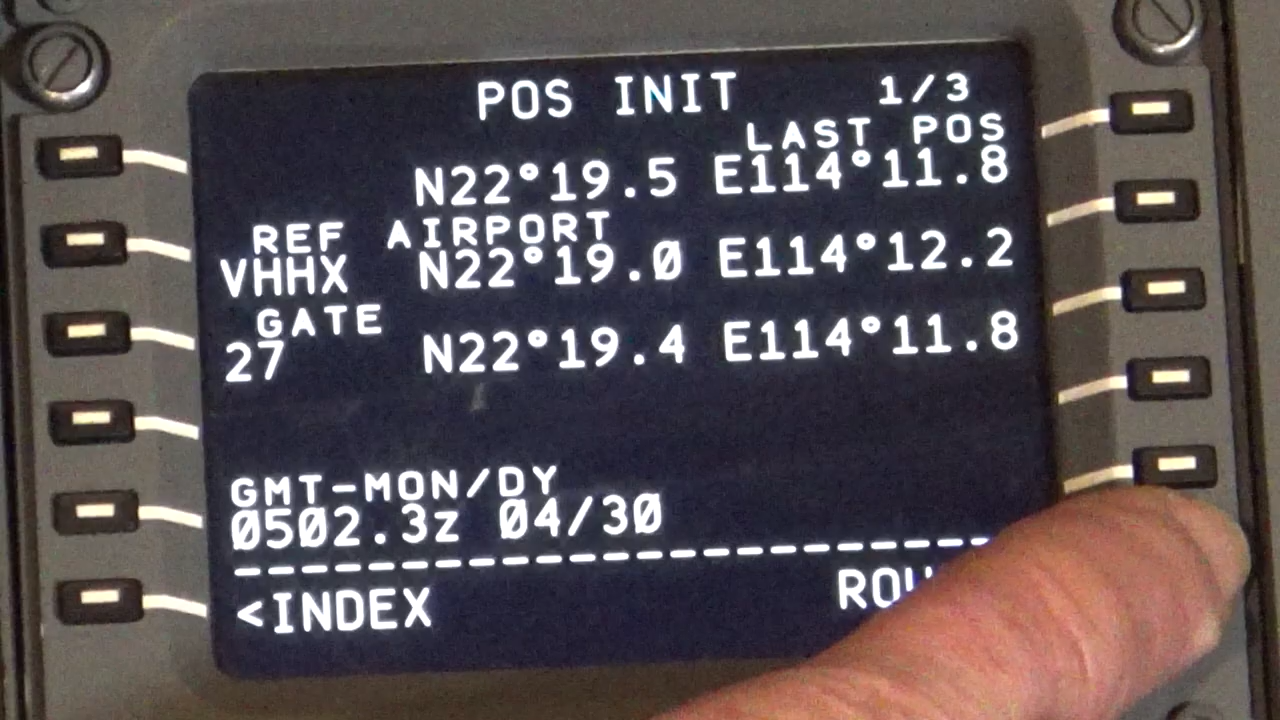 POS INIT 1/3
LAST POS
N22°19.5 E114°11.8
REF AIRPORT
VHHX N22°19.0 E114°12.2
GATE
27 N22°19.4 E114°11.8
GMT-MON/DY
0502.3z 04/30
--------------------
<INDEX